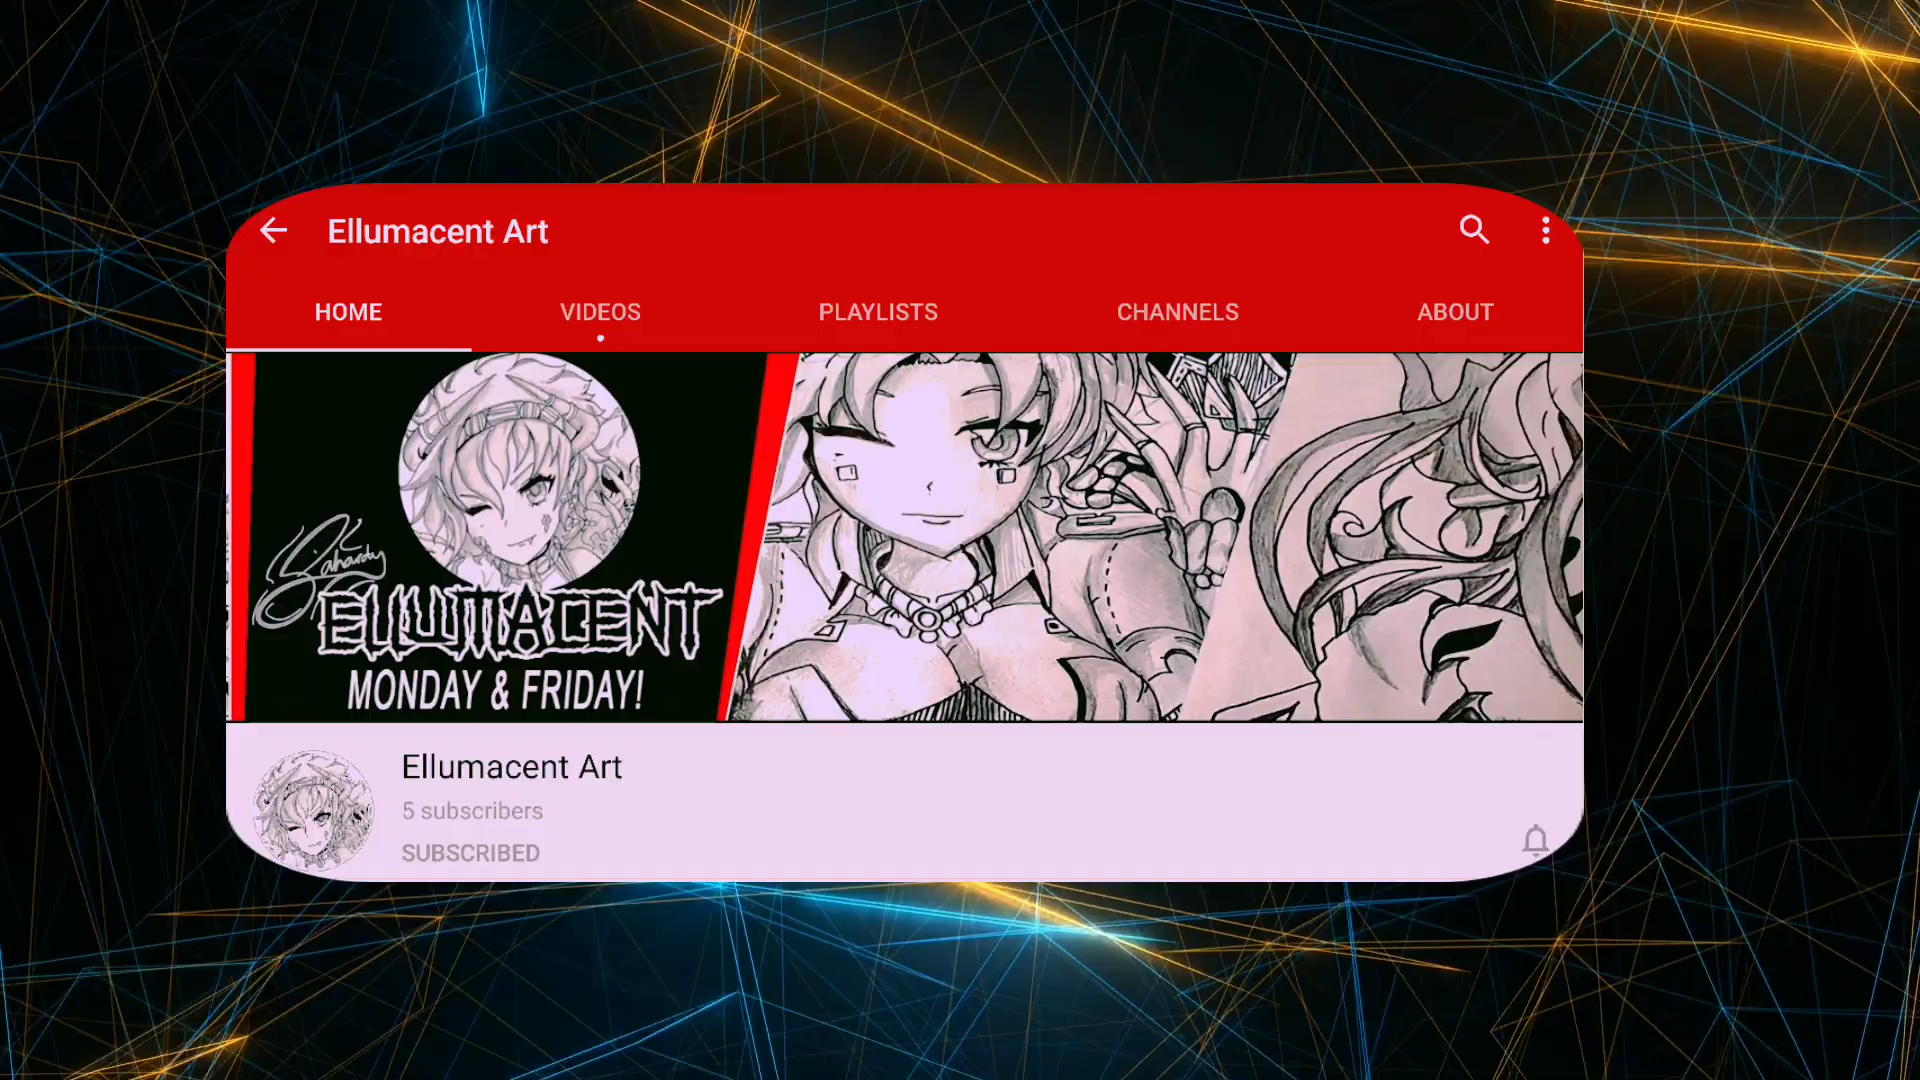 Ellumacent Art
HOME VIDEOS PLAYLISTS CHANNELS ABOUT
ELLUMACENT
MONDAY & FRIDAY!
Ellumacent Art
5 subscribers
SUBSCRIBED